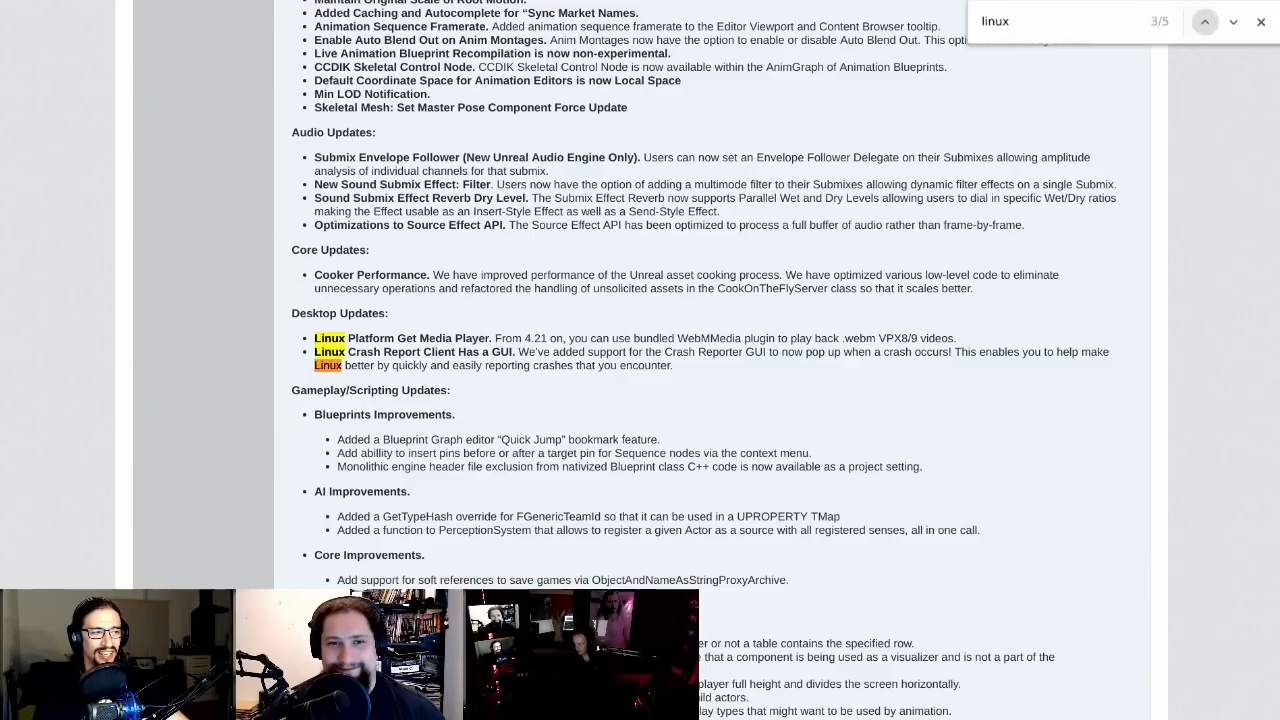 Maintain Original Scale of Root Motion.
linux
3/5
Added Caching and Autocomplete for “Sync Market Names.
Animation Sequence Framerate. Added animation sequence framerate to the Editor Viewport and Content Browser tooltip.
Enable Auto Blend Out on Anim Montages. Anim Montages now have the option to enable or disable Auto Blend Out. This
Live Animation Blueprint Recompilation is now non-experimental.
CCDIK Skeletal Control Node. CCDIK Skeletal Control Node is now available within the AnimGraph of Animation Blueprints.
Default Coordinate Space for Animation Editors is now Local Space
Min LOD Notification.
Skeletal Mesh: Set Master Pose Component Force Update
Audio Updates:
Submix Envelope Follower (New Unreal Audio Engine Only). Users can now set an Envelope Follower Delegate on their Submixes allowing amplitude
analysis of individual channels for that submix.
New Sound Submix Effect: Filter. Users now have the option of adding a multimode filter to their Submixes allowing dynamic filter effects on a single Submix.
Sound Submix Effect Reverb Dry Level. The Submix Effect Reverb now supports Parallel Wet and Dry Levels allowing users to dial in specific Wet/Dry ratios
making the Effect usable as an Insert-Style Effect as well as a Send-Style Effect.
Optimizations to Source Effect API. The Source Effect API has been optimized to process a full buffer of audio rather than frame-by-frame.
Core Updates:
Cooker Performance. We have improved performance of the Unreal asset cooking process. We have optimized various low-level code to eliminate
unnecessary operations and refactored the handling of unsolicited assets in the CookOnTheFlyServer class so that it scales better.
Desktop Updates:
Linux Platform Get Media Player. From 4.21 on, you can use bundled WebMMedia plugin to play back .webm VPX8/9 videos.
Linux Crash Report Client Has a GUI. We've added support for the Crash Reporter GUI to now pop up when a crash occurs! This enables you to help make
Linux better by quickly and easily reporting crashes that you encounter.
Gameplay/Scripting Updates:
Blueprints Improvements.
Added a Blueprint Graph editor “Quick Jump” bookmark feature.
Add abillity to insert pins before or after a target pin for Sequence nodes via the context menu.
Monolithic engine header file exclusion from nativized Blueprint class C++ code is now available as a project setting.
AI Improvements.
Added a GetTypeHash override for FGenericTeamId so that it can be used in a UPROPERTY TMap
Added a function to PerceptionSystem that allows to register a given Actor as a source with all registered senses, all in one call.
Core Improvements.
Add support for soft references to save games via ObjectAndNameAsStringProxyArchive.
or not a table contains the specified row.
that a component is being used as a visualizer and is not a part of the
player full height and divides the screen horizontally.
actors.
types that might want to be used by animation.